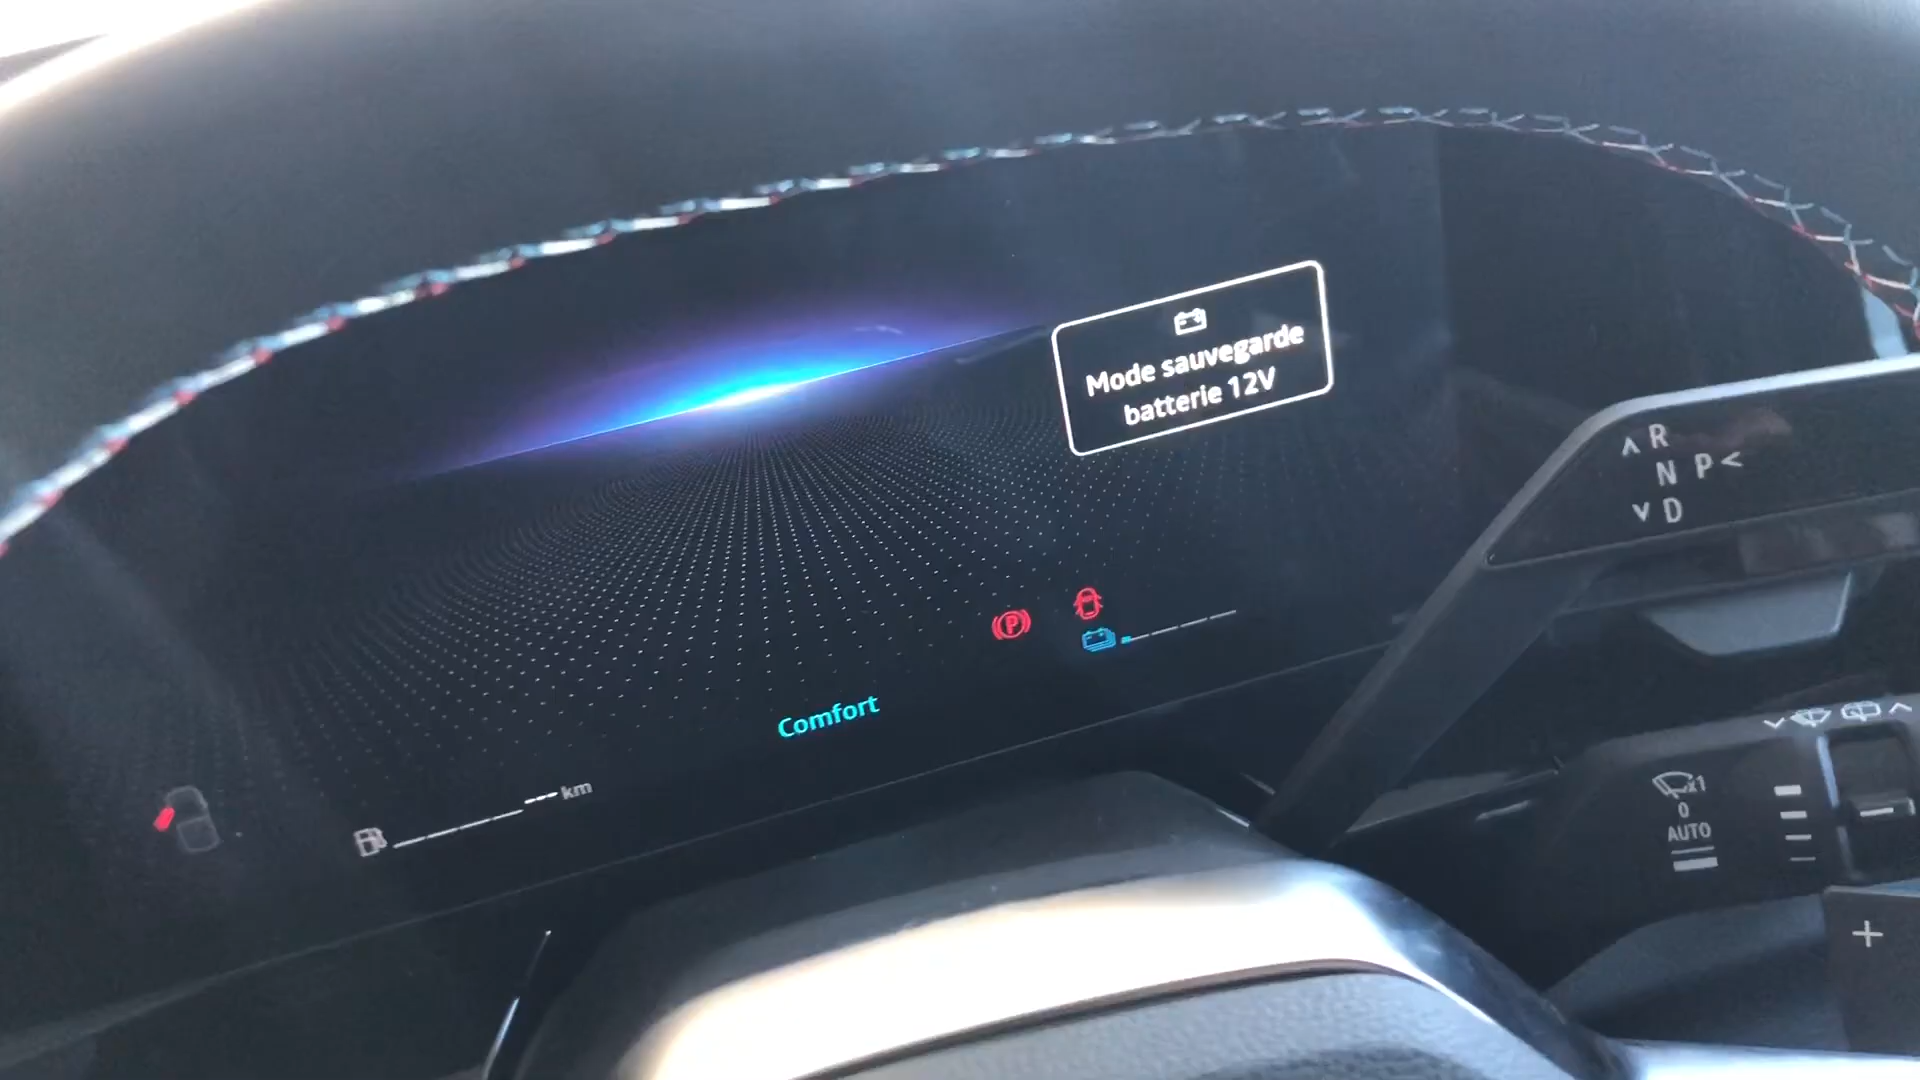 Mode sauvegarde
batterie 12V
R
N P
D
P
Comfort
--- km
x1
0
AUTO
+